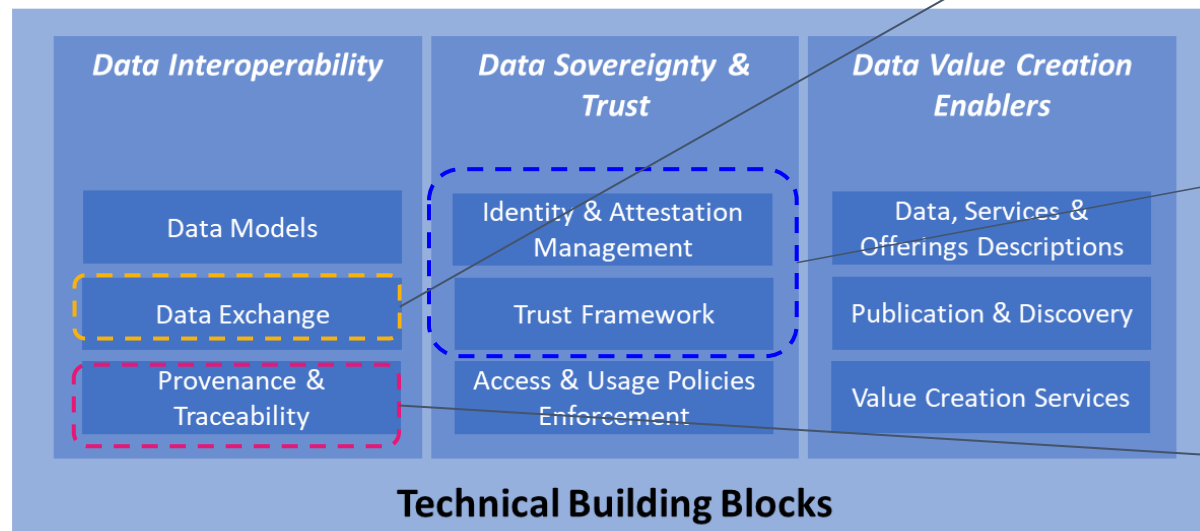 Data Interoperability
Data Models
Data Exchange
Provenance &
Traceability
Data Sovereignty &
Trust
Identity & Attestation
Management
Trust Framework
Access & Usage Policies
Enforcement
Data Value Creation
Enablers
Data, Services &
Offerings Descriptions
Publication & Discovery
Value Creation Services
Technical Building Blocks